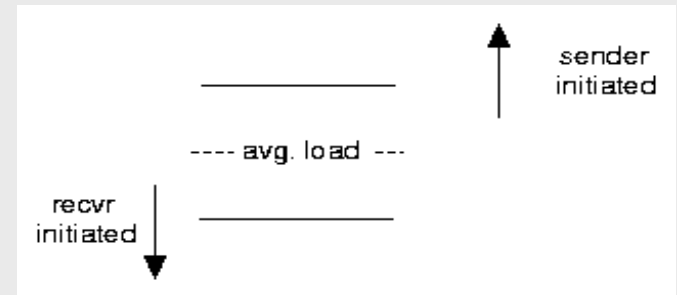 sender
initiated
---- avg. load ---
recvr
initiated